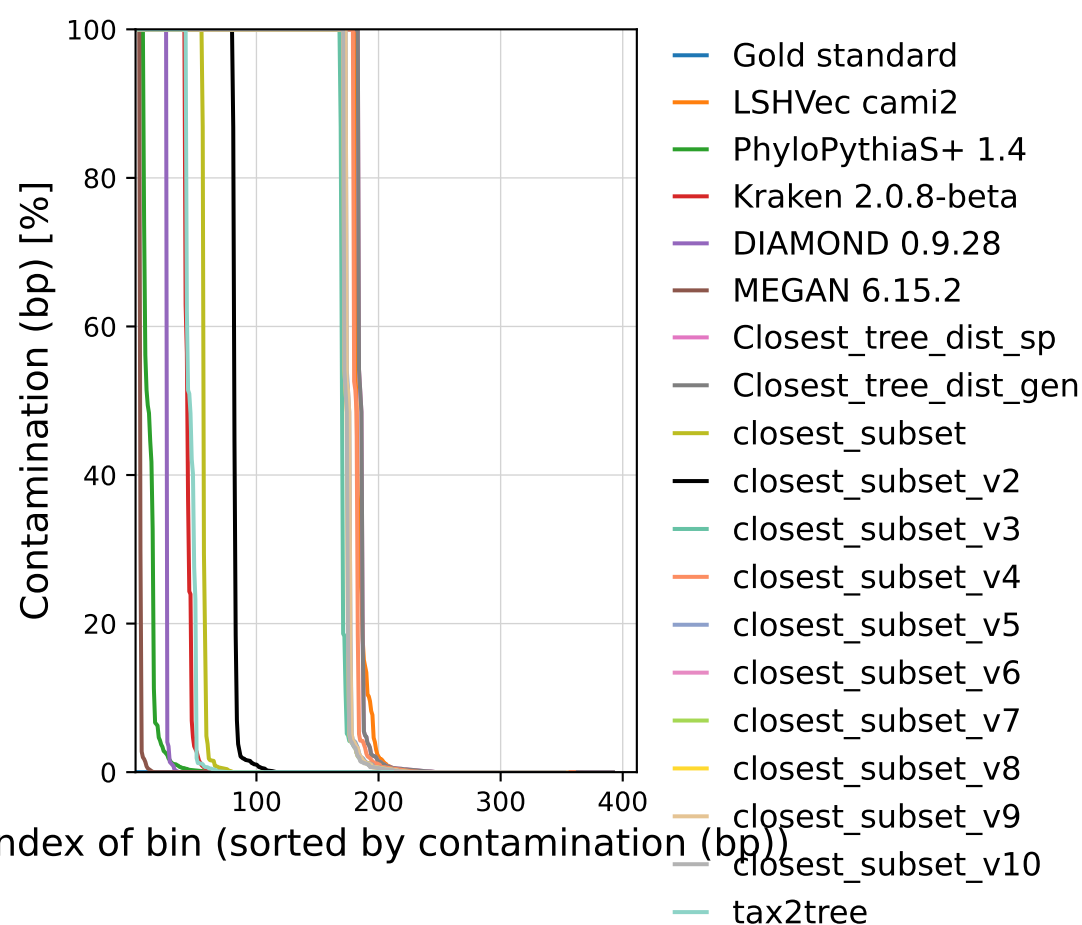 100
80
60
40
20
0
Contamination (bp) [%]
100 200 300 400
ndex of bin (sorted by contamination (bp))
Gold standard
LSHVec cami2
PhyloPythiaS+ 1.4
Kraken 2.0.8-beta
DIAMOND 0.9.28
MEGAN 6.15.2
Closest_tree_dist_sp
Closest_tree_dist_gen
closest_subset
closest_subset_v2
closest_subset_v3
closest_subset_v4
closest_subset_v5
closest_subset_v6
closest_subset_v7
closest_subset_v8
closest_subset_v9
closest_subset_v10
tax2tree